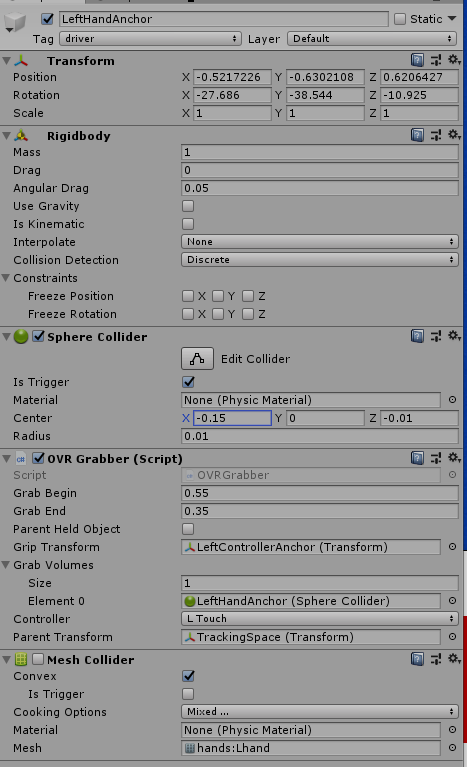 LeftHandAnchor Static
Tag driver Layer Default
Transform
Position X -0.5217226 Y -0.6302108 Z 0.6206427
Rotation X -27.686 Y -38.544 Z -10.925
Scale X 1 Y 1 Z 1
Rigidbody
Mass 1
Drag 0
Angular Drag 0.05
Use Gravity
Is Kinematic
Interpolate None
Collision Detection Discrete
Constraints
Freeze Position X Y Z
Freeze Rotation X Y Z
Sphere Collider
Edit Collider
Is Trigger
Material None (Physic Material)
Center X -0.15 Y 0 Z -0.01
Radius 0.01
OVR Grabber (Script)
Script OVRGrabber
Grab Begin 0.55
Grab End 0.35
Parent Held Object
Grip Transform LeftControllerAnchor (Transform)
Grab Volumes
Size 1
Element 0 LeftHandAnchor (Sphere Collider)
Controller L Touch
Parent Transform TrackingSpace (Transform)
Mesh Collider
Convex
Is Trigger
Cooking Options Mixed ...
Material None (Physic Material)
Mesh hands:Lhand